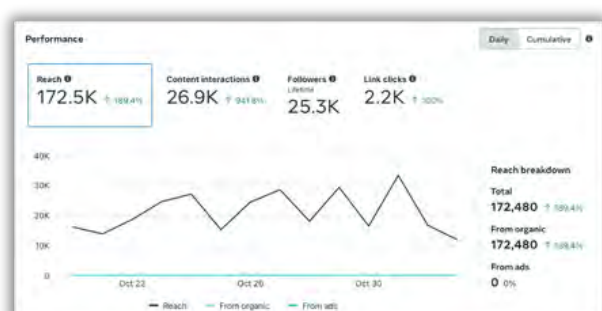 Performance
Daily Cumulative
Reach Content interactions Followers Link clicks
Lifetime
172.5K ↑ 189.4% 26.9K ↑ 941.8% 25.3K 2.2K ↑ 100%
40K
30K
20K
10K
0
Oct 22 Oct 26 Oct 30
Reach From organic From ads
Reach breakdown
Total
172,480 ↑ 189.4%
From organic
172,480 ↑ 189.4%
From ads
0 0%